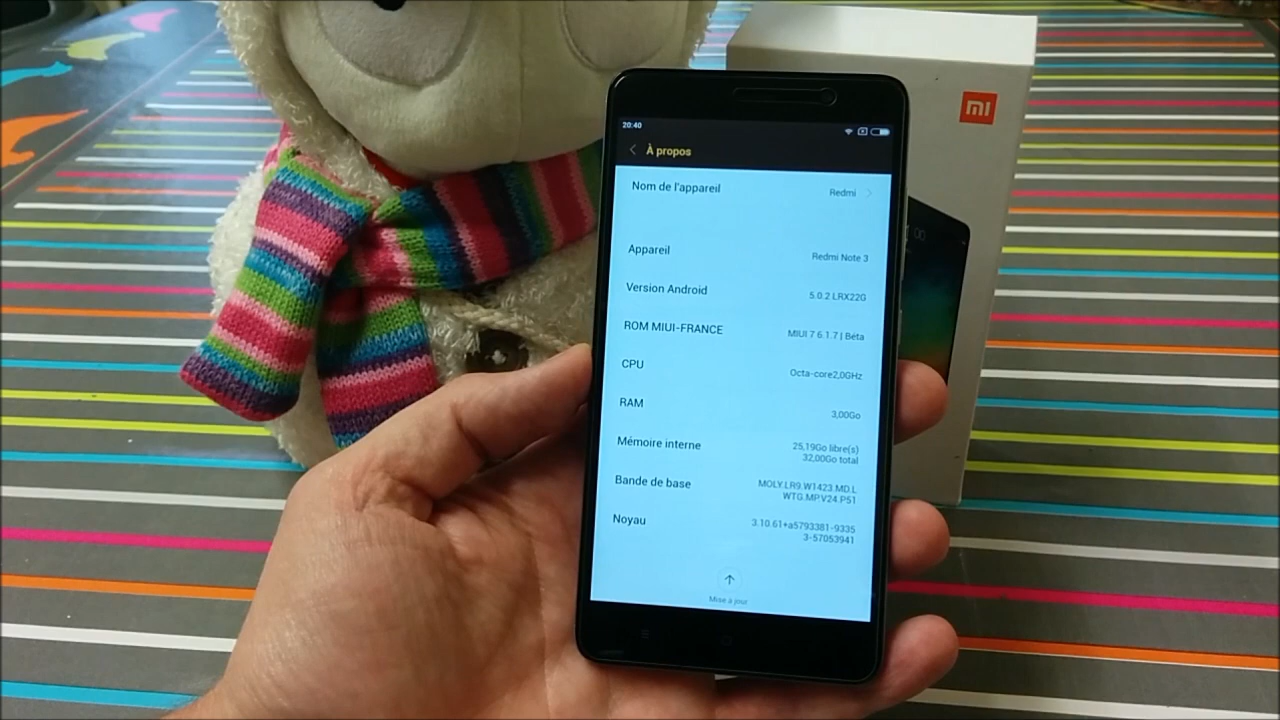 mi
20:40
À propos
Nom de l'appareil Redmi
Appareil Redmi Note 3
Version Android 5.0.2 LRX22G
ROM MIUI-FRANCE MIUI 7 6.1.7 | Beta
CPU Octa-core2,0GHz
RAM 3,00Go
Mémoire interne 25,19Go libre(s)
32,00Go total
Bande de base MOLY.LR9.W1423.MD.L
WTG.MP.V24.P51
Noyau 3.10.61+a5793381-9335
3-57053941
Mise à jour